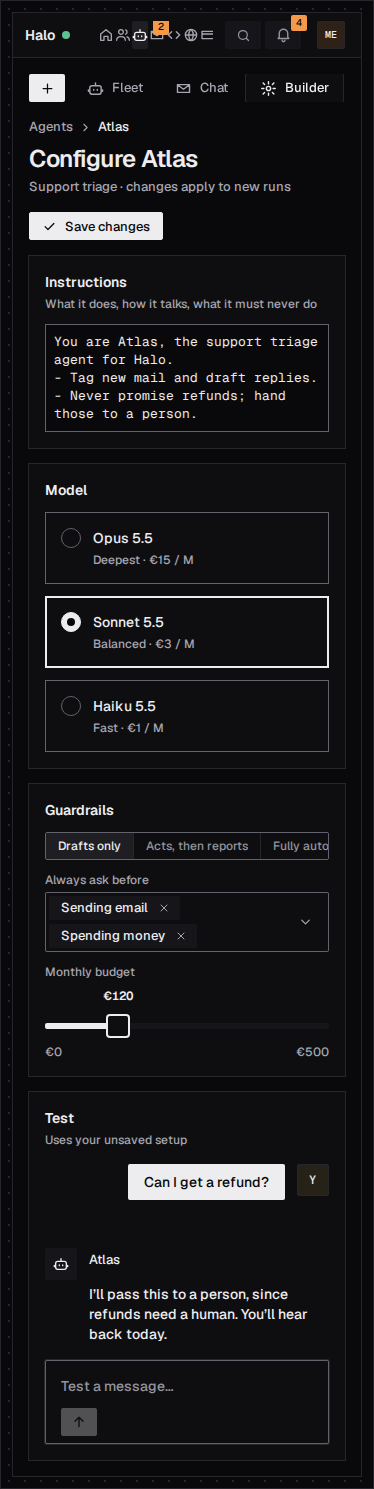 Halo
2
4
ME
Fleet
Chat
Builder
Agents
Atlas
Configure Atlas
Support triage · changes apply to new runs
Save changes
Instructions
What it does, how it talks, what it must never do
You are Atlas, the support triage
agent for Halo.
- Tag new mail and draft replies.
- Never promise refunds; hand
those to a person.
Model
Opus 5.5
Deepest · €15 / M
Sonnet 5.5
Balanced · €3 / M
Haiku 5.5
Fast · €1 / M
Guardrails
Drafts only
Acts, then reports
Fully auto
Always ask before
Sending email
Spending money
Monthly budget
€120
€0
€500
Test
Uses your unsaved setup
Can I get a refund?
Y
Atlas
I’ll pass this to a person, since
refunds need a human. You’ll hear
back today.
Test a message…